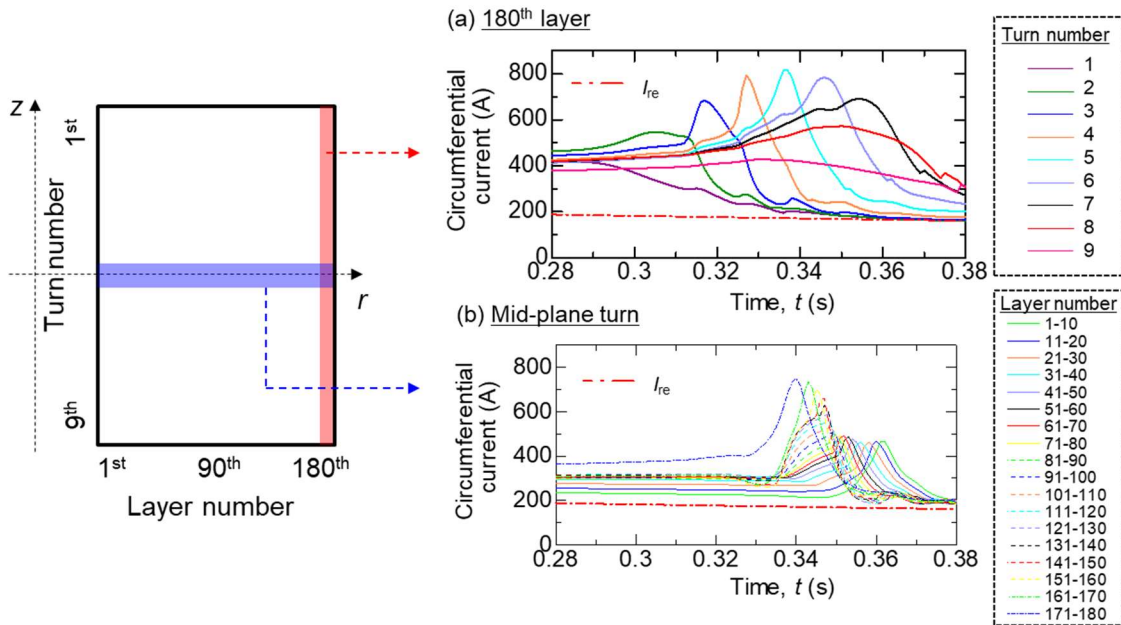 z
1st
Turn number
9th
r
1st
90th
180th
Layer number
(a) 180th layer
Circumferential
current (A)
800
600
400
200
0
Ire
0.28
0.3
0.32
0.34
0.36
0.38
Time, t (s)
Turn number
1
2
3
4
5
6
7
8
9
(b) Mid-plane turn
Circumferential
current (A)
800
600
400
200
0
Ire
0.28
0.3
0.32
0.34
0.36
0.38
Time, t (s)
Layer number
1-10
11-20
21-30
31-40
41-50
51-60
61-70
71-80
81-90
91-100
101-110
111-120
121-130
131-140
141-150
151-160
161-170
171-180